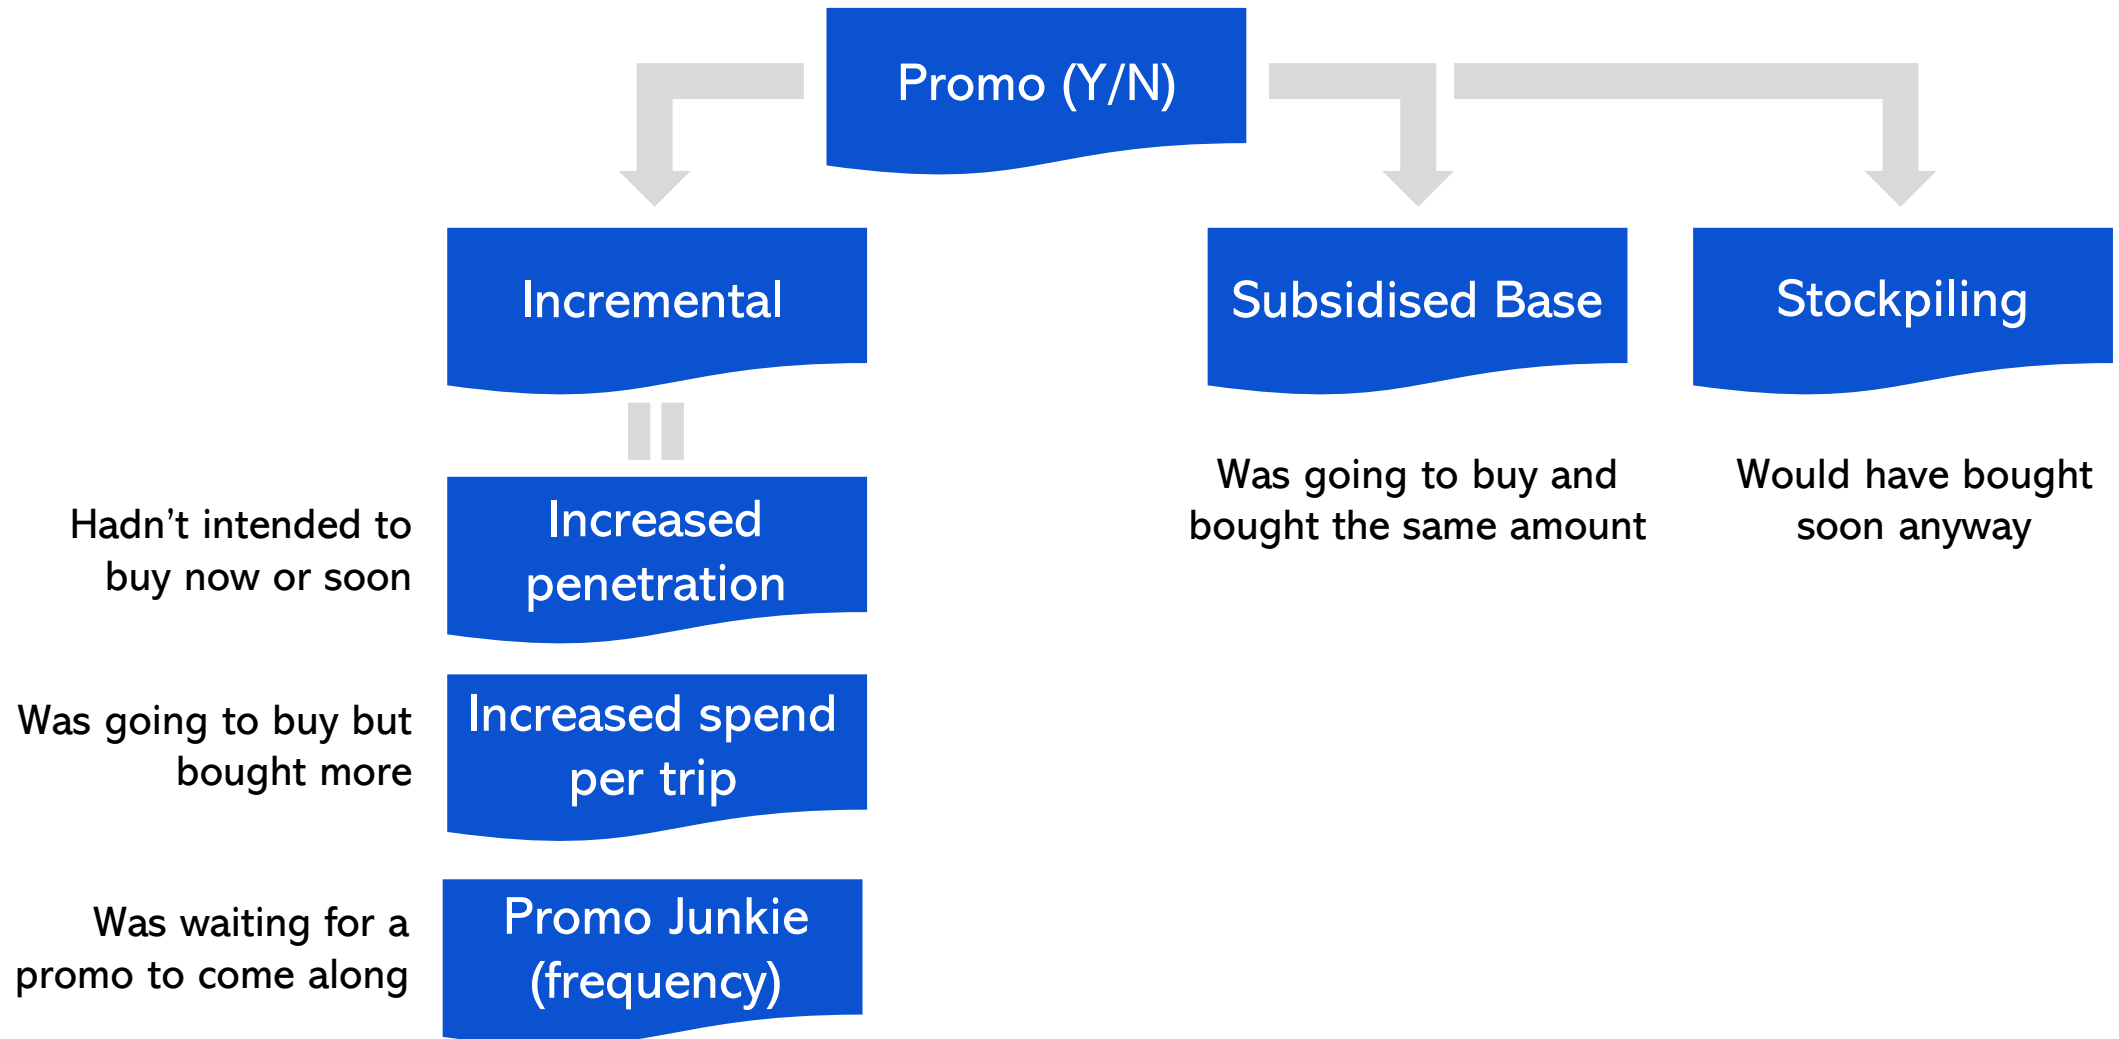 Promo (Y/N)
Incremental
Subsidised Base
Stockpiling
Was going to buy and
bought the same amount
Would have bought
soon anyway
Hadn’t intended to
buy now or soon
Increased
penetration
Was going to buy but
bought more
Increased spend
per trip
Was waiting for a
promo to come along
Promo Junkie
(frequency)